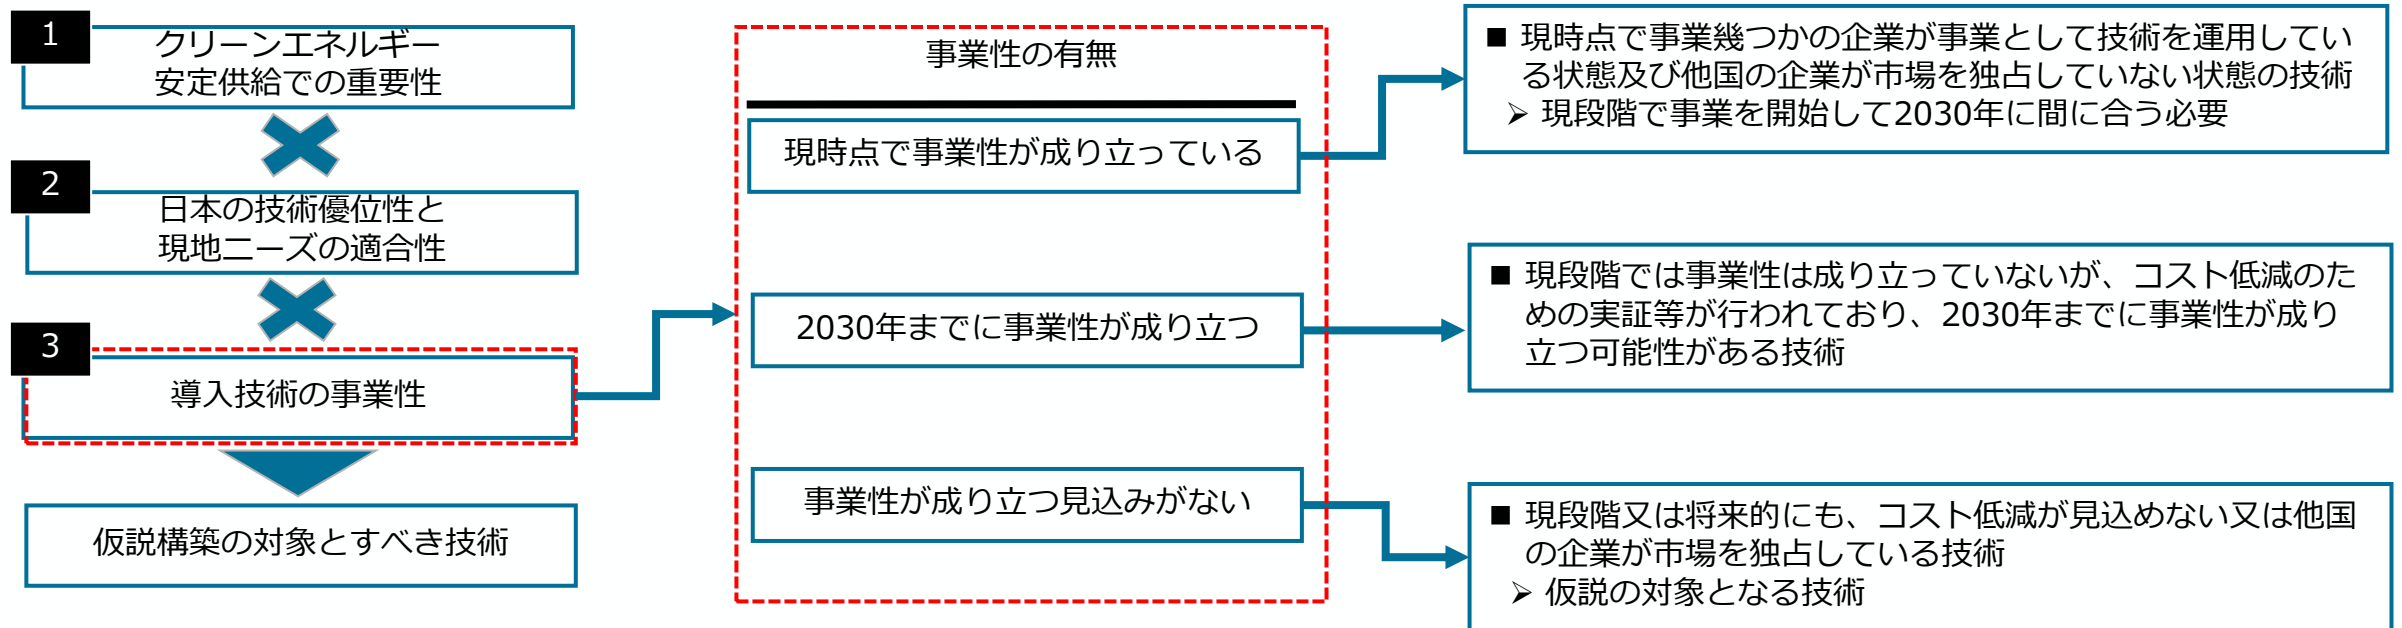 1
クリーンエネルギー
安定供給での重要性
2
日本の技術優位性と
現地ニーズの適合性
3
導入技術の事業性
仮説構築の対象とすべき技術
事業性の有無
現時点で事業性が成り立っている
2030年までに事業性が成り立つ
事業性が成り立つ見込みがない
■ 現時点で事業幾つかの企業が事業として技術を運用してい
る状態及び他国の企業が市場を独占していない状態の技術
➢ 現段階で事業を開始して2030年に間に合う必要
■ 現段階では事業性は成り立っていないが、コスト低減のた
めの実証等が行われており、2030年までに事業性が成り
立つ可能性がある技術
■ 現段階又は将来的にも、コスト低減が見込めない又は他国
の企業が市場を独占している技術
➢ 仮説の対象となる技術